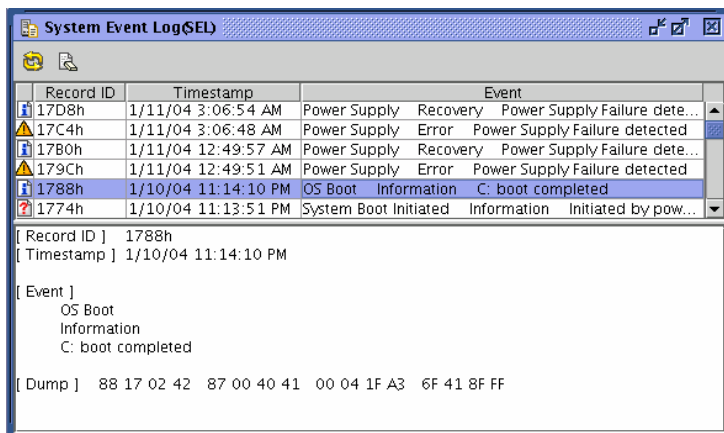 System Event Log(SEL)
Record ID Timestamp Event
17D8h 1/11/04 3:06:54 AM Power Supply Recovery Power Supply Failure dete...
17C4h 1/11/04 3:06:48 AM Power Supply Error Power Supply Failure detected
17B0h 1/11/04 12:49:57 AM Power Supply Recovery Power Supply Failure dete...
179Ch 1/11/04 12:49:51 AM Power Supply Error Power Supply Failure detected
1788h 1/10/04 11:14:10 PM OS Boot Information C: boot completed
1774h 1/10/04 11:13:51 PM System Boot Initiated Information Initiated by pow...
[ Record ID ] 1788h
[ Timestamp ] 1/10/04 11:14:10 PM
[ Event ]
OS Boot
Information
C: boot completed
[ Dump ] 88 17 02 42 87 00 40 41 00 04 1F A3 6F 41 8F FF